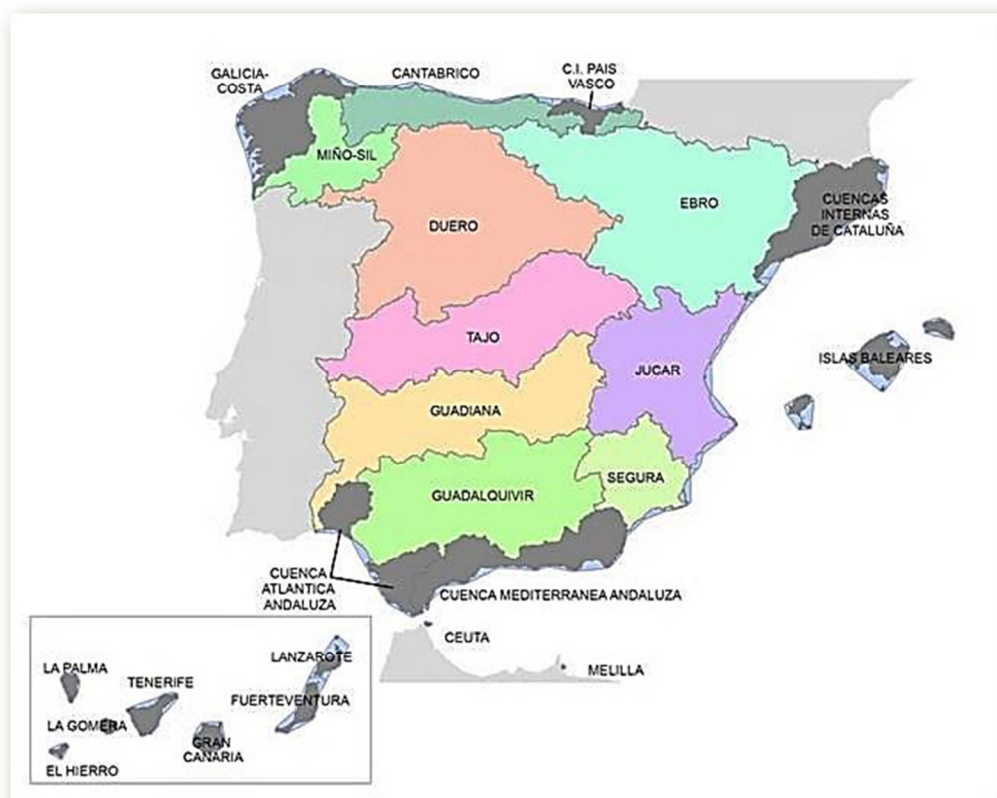 GALICIA-
COSTA
CANTABRICO
C.I. PAIS
VASCO
MIÑO-SIL
DUERO
EBRO
CUENCAS
INTERNAS
DE CATALUÑA
TAJO
JUCAR
ISLAS BALEARES
GUADIANA
SEGURA
GUADALQUIVIR
CUENCA
ATLANTICA
ANDALUZA
CUENCA MEDITERRANEA ANDALUZA
CEUTA
MELILLA
LA PALMA
TENERIFE
LANZAROTE
FUERTEVENTURA
LA GOMERA
GRAN
CANARIA
EL HIERRO